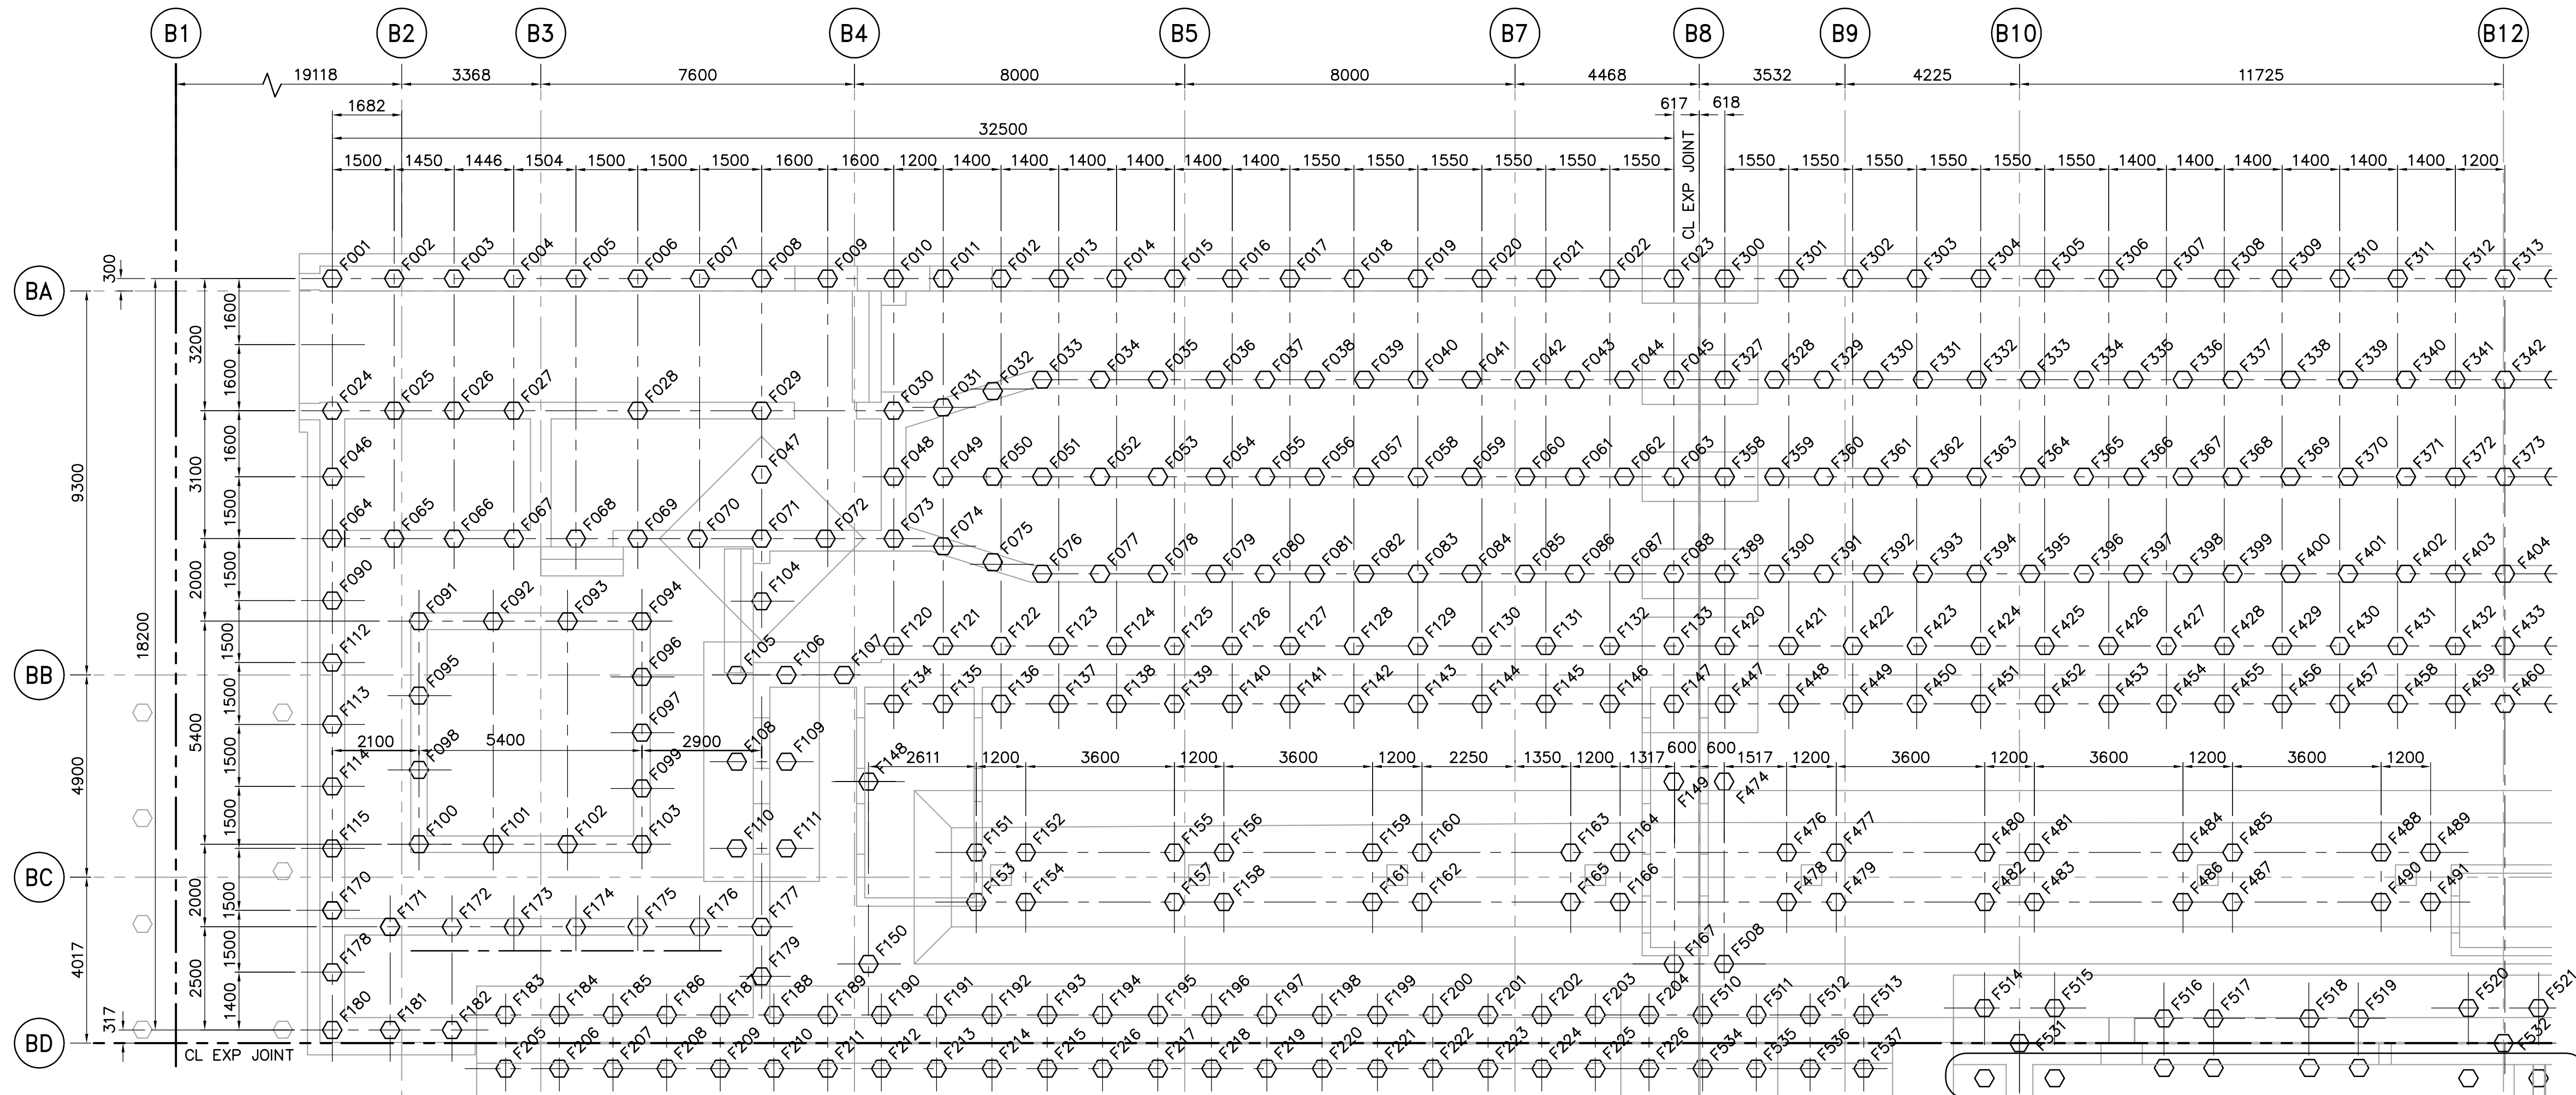 B1 B2 B3 B4 B5 B7 B8 B9 B10 B12
19118 3368 7600 8000 8000 4468 3532 4225 11725
1682 617 618
32500
CL EXP JOINT
1500 1450 1446 1504 1500 1500 1500 1600 1600 1200 1400 1400 1400 1400 1400 1400 1550 1550 1550 1550 1550 1550 1550 1550 1550 1550 1550 1550 1400 1400 1400 1400 1400 1400 1200
F001 F002 F003 F004 F005 F006 F007 F008 F009 F010 F011 F012 F013 F014 F015 F016 F017 F018 F019 F020 F021 F022 F023 F300 F301 F302 F303 F304 F305 F306 F307 F308 F309 F310 F311 F312 F313
300
BA
1600
3200
1600
F024 F025 F026 F027 F028 F029 F030 F031 F032 F033 F034 F035 F036 F037 F038 F039 F040 F041 F042 F043 F044 F045 F327 F328 F329 F330 F331 F332 F333 F334 F335 F336 F337 F338 F339 F340 F341 F342
1600
3100
9300
F046 F047 F048 F049 F050 F051 F052 F053 F054 F055 F056 F057 F058 F059 F060 F061 F062 F063 F358 F359 F360 F361 F362 F363 F364 F365 F366 F367 F368 F369 F370 F371 F372 F373
1500
F064 F065 F066 F067 F068 F069 F070 F071 F072 F073 F074 F075 F076 F077 F078 F079 F080 F081 F082 F083 F084 F085 F086 F087 F088 F389 F390 F391 F392 F393 F394 F395 F396 F397 F398 F399 F400 F401 F402 F403 F404
1500
2000
F090 F091 F092 F093 F094 F104
18200
1500
F112 F096 F105 F106 F107 F120 F121 F122 F123 F124 F125 F126 F127 F128 F129 F130 F131 F132 F133 F420 F421 F422 F423 F424 F425 F426 F427 F428 F429 F430 F431 F432 F433
BB
1500
F113 F095 F097 F134 F135 F136 F137 F138 F139 F140 F141 F142 F143 F144 F145 F146 F147 F447 F448 F449 F450 F451 F452 F453 F454 F455 F456 F457 F458 F459 F460
5400
4900
1500
2100 5400 2900 2611 1200 3600 1200 3600 1200 2250 1350 1200 1317 600 600 1517 1200 3600 1200 3600 1200 3600 1200
F114 F098 F099 F108 F109 F148 F149 F474
1500
F115 F100 F101 F102 F103 F110 F111 F151 F152 F155 F156 F159 F160 F163 F164 F476 F477 F480 F481 F484 F485 F488 F489
BC
2000
1500
F170 F153 F154 F157 F158 F161 F162 F165 F166 F478 F479 F482 F483 F486 F487 F490 F491
F171 F172 F173 F174 F175 F176 F177
4017
2500
1500
F178 F179 F150 F167 F508
1400
F180 F181 F182 F183 F184 F185 F186 F187 F188 F189 F190 F191 F192 F193 F194 F195 F196 F197 F198 F199 F200 F201 F202 F203 F204 F510 F511 F512 F513 F514 F515 F516 F517 F518 F519 F520 F521
317
BD
CL EXP JOINT
F205 F206 F207 F208 F209 F210 F211 F212 F213 F214 F215 F216 F217 F218 F219 F220 F221 F222 F223 F224 F225 F226 F534 F535 F536 F537 F531 F532